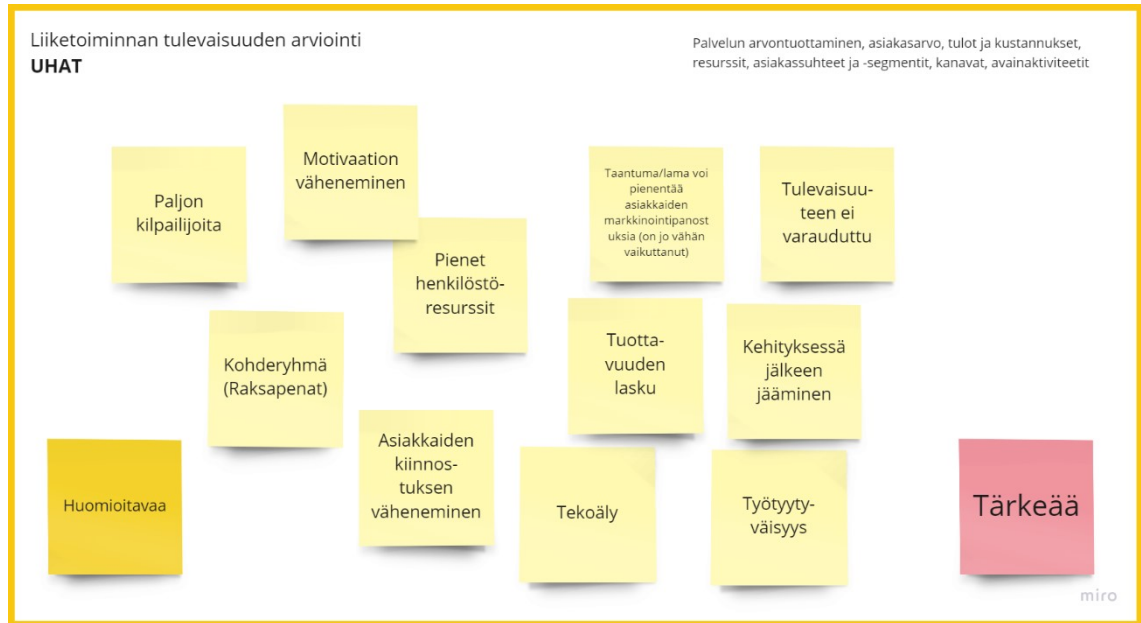 Liiketoiminnan tulevaisuuden arviointi
UHAT
Palvelun arvontuottaminen, asiakasarvo, tulot ja kustannukset,
resurssit, asiakassuhteet ja -segmentit, kanavat, avainaktiviteetit
Paljon
kilpailijoita
Motivaation
väheneminen
Pienet
henkilöstö-
resurssit
Taantuma/lama voi
pienentää
asiakkaiden
markkinointipanost
uksia (on jo vähän
vaikuttanut)
Tulevaisuu-
teen ei
varauduttu
Kohderyhmä
(Raksapenat)
Tuotta-
vuuden
lasku
Kehityksessä
jälkeen
jääminen
Huomioitavaa
Asiakkaiden
kiinnos-
tuksen
väheneminen
Tekoäly
Työtyyty-
väisyys
Tärkeää
miro